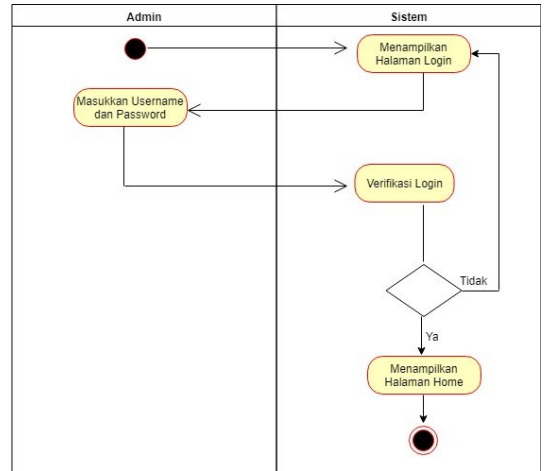 Admin
Sistem
Menampilkan
Halaman Login
Masukkan Username
dan Password
Verifikasi Login
Tidak
Ya
Menampilkan
Halaman Home